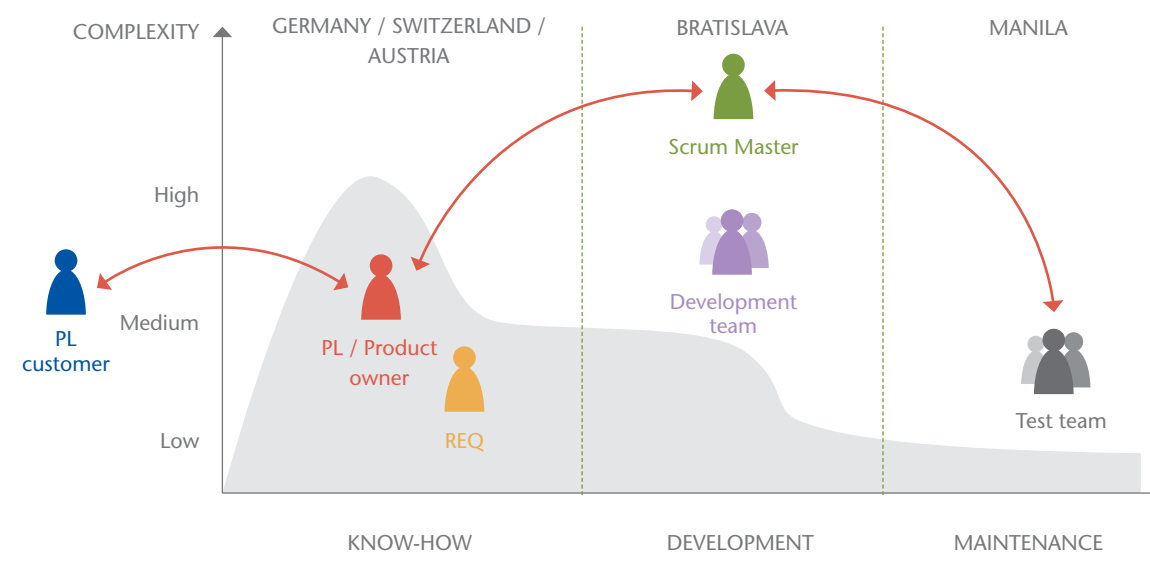 COMPLEXITY
GERMANY / SWITZERLAND /
AUSTRIA
BRATISLAVA
MANILA
Scrum Master
High
Development
team
Medium
PL
customer
PL / Product
owner
REQ
Test team
Low
KNOW-HOW
DEVELOPMENT
MAINTENANCE